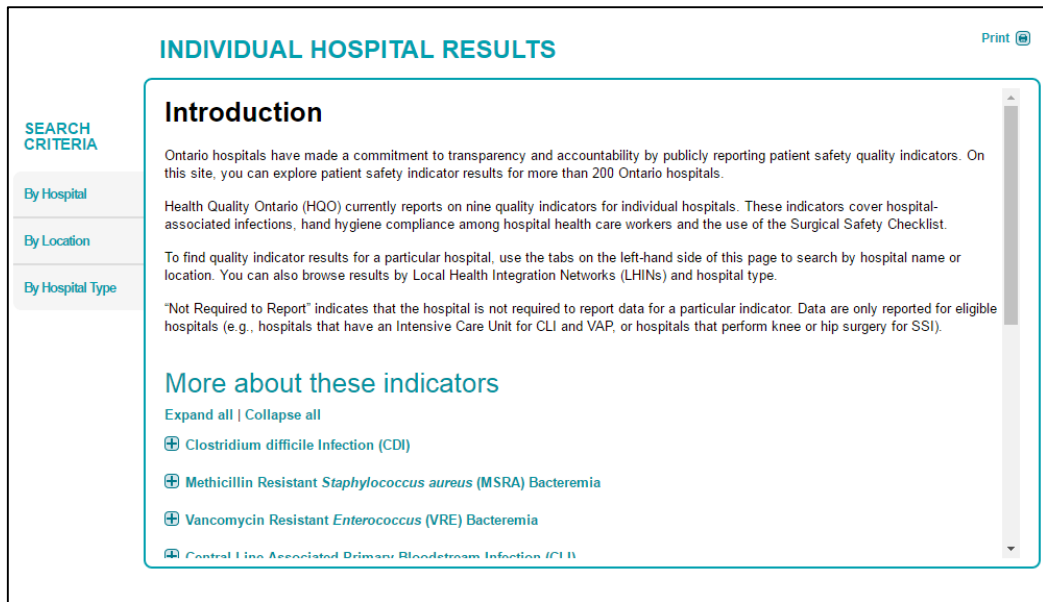 INDIVIDUAL HOSPITAL RESULTS
Print
SEARCH
CRITERIA
By Hospital
By Location
By Hospital Type
Introduction
Ontario hospitals have made a commitment to transparency and accountability by publicly reporting patient safety quality indicators. On
this site, you can explore patient safety indicator results for more than 200 Ontario hospitals.
Health Quality Ontario (HQO) currently reports on nine quality indicators for individual hospitals. These indicators cover hospital-
associated infections, hand hygiene compliance among hospital health care workers and the use of the Surgical Safety Checklist.
To find quality indicator results for a particular hospital, use the tabs on the left-hand side of this page to search by hospital name or
location. You can also browse results by Local Health Integration Networks (LHINs) and hospital type.
“Not Required to Report” indicates that the hospital is not required to report data for a particular indicator. Data are only reported for eligible
hospitals (e.g., hospitals that have an Intensive Care Unit for CLI and VAP, or hospitals that perform knee or hip surgery for SSI).
More about these indicators
Expand all | Collapse all
Clostridium difficile Infection (CDI)
Methicillin Resistant Staphylococcus aureus (MSRA) Bacteremia
Vancomycin Resistant Enterococcus (VRE) Bacteremia
Central Line Associated Primary Bloodstream Infection (CLI)